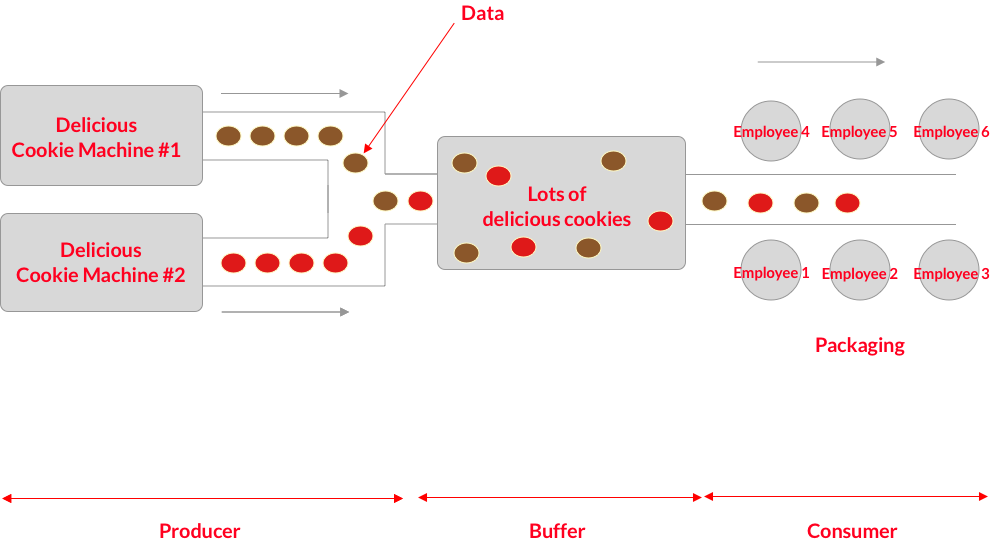 Data
Delicious
Cookie Machine #1
Delicious
Cookie Machine #2
Lots of
delicious cookies
Employee 4
Employee 5
Employee 6
Employee 1
Employee 2
Employee 3
Packaging
Producer
Buffer
Consumer